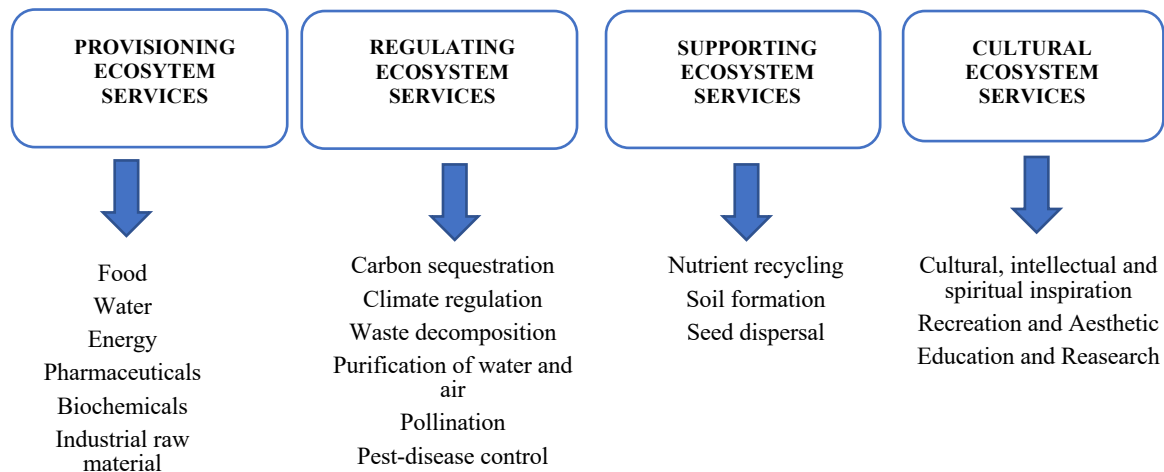 PROVISIONING
ECOSYTEM
SERVICES
Food
Water
Energy
Pharmaceuticals
Biochemicals
Industrial raw
material
REGULATING
ECOSYSTEM
SERVICES
Carbon sequestration
Climate regulation
Waste decomposition
Purification of water and
air
Pollination
Pest-disease control
SUPPORTING
ECOSYSTEM
SERVICES
Nutrient recycling
Soil formation
Seed dispersal
CULTURAL
ECOSYSTEM
SERVICES
Cultural, intellectual and
spiritual inspiration
Recreation and Aesthetic
Education and Reasearch